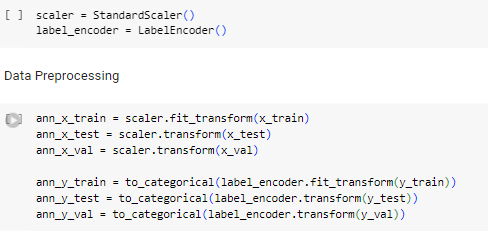 [ ] scaler = StandardScaler()
label_encoder = LabelEncoder()
Data Preprocessing
ann_x_train = scaler.fit_transform(x_train)
ann_x_test = scaler.transform(x_test)
ann_x_val = scaler.transform(x_val)
ann_y_train = to_categorical(label_encoder.fit_transform(y_train))
ann_y_test = to_categorical(label_encoder.transform(y_test))
ann_y_val = to_categorical(label_encoder.transform(y_val))